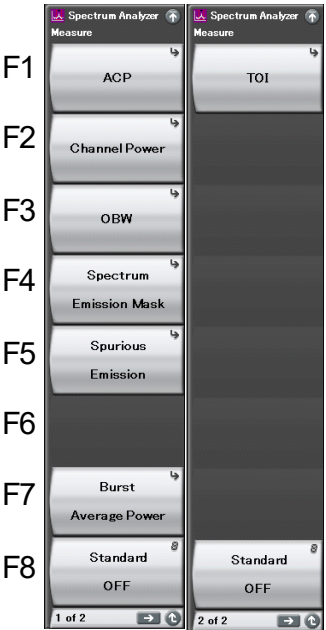 Spectrum Analyzer
Measure
F1
ACP
F2
Channel Power
F3
OBW
F4
Spectrum
Emission Mask
F5
Spurious
Emission
F6
F7
Burst
Average Power
F8
Standard
OFF
1 of 2
Spectrum Analyzer
Measure
TOI
Standard
OFF
2 of 2